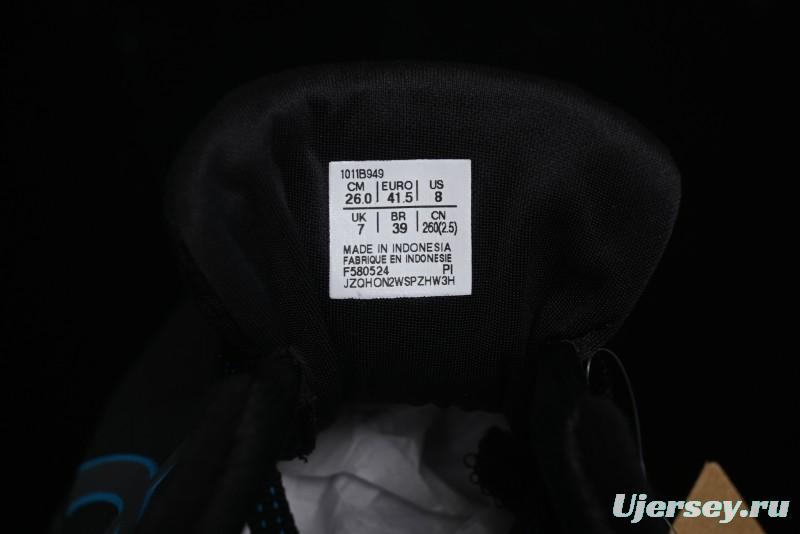 1011B949
CM EURO US
26.0 41.5 8
UK BR CN
7 39 260(2.5)
MADE IN INDONESIA
FABRIQUE EN INDONESIE
F580524 PI
JZQHON2WSPZHW3H
Ujersey.ru